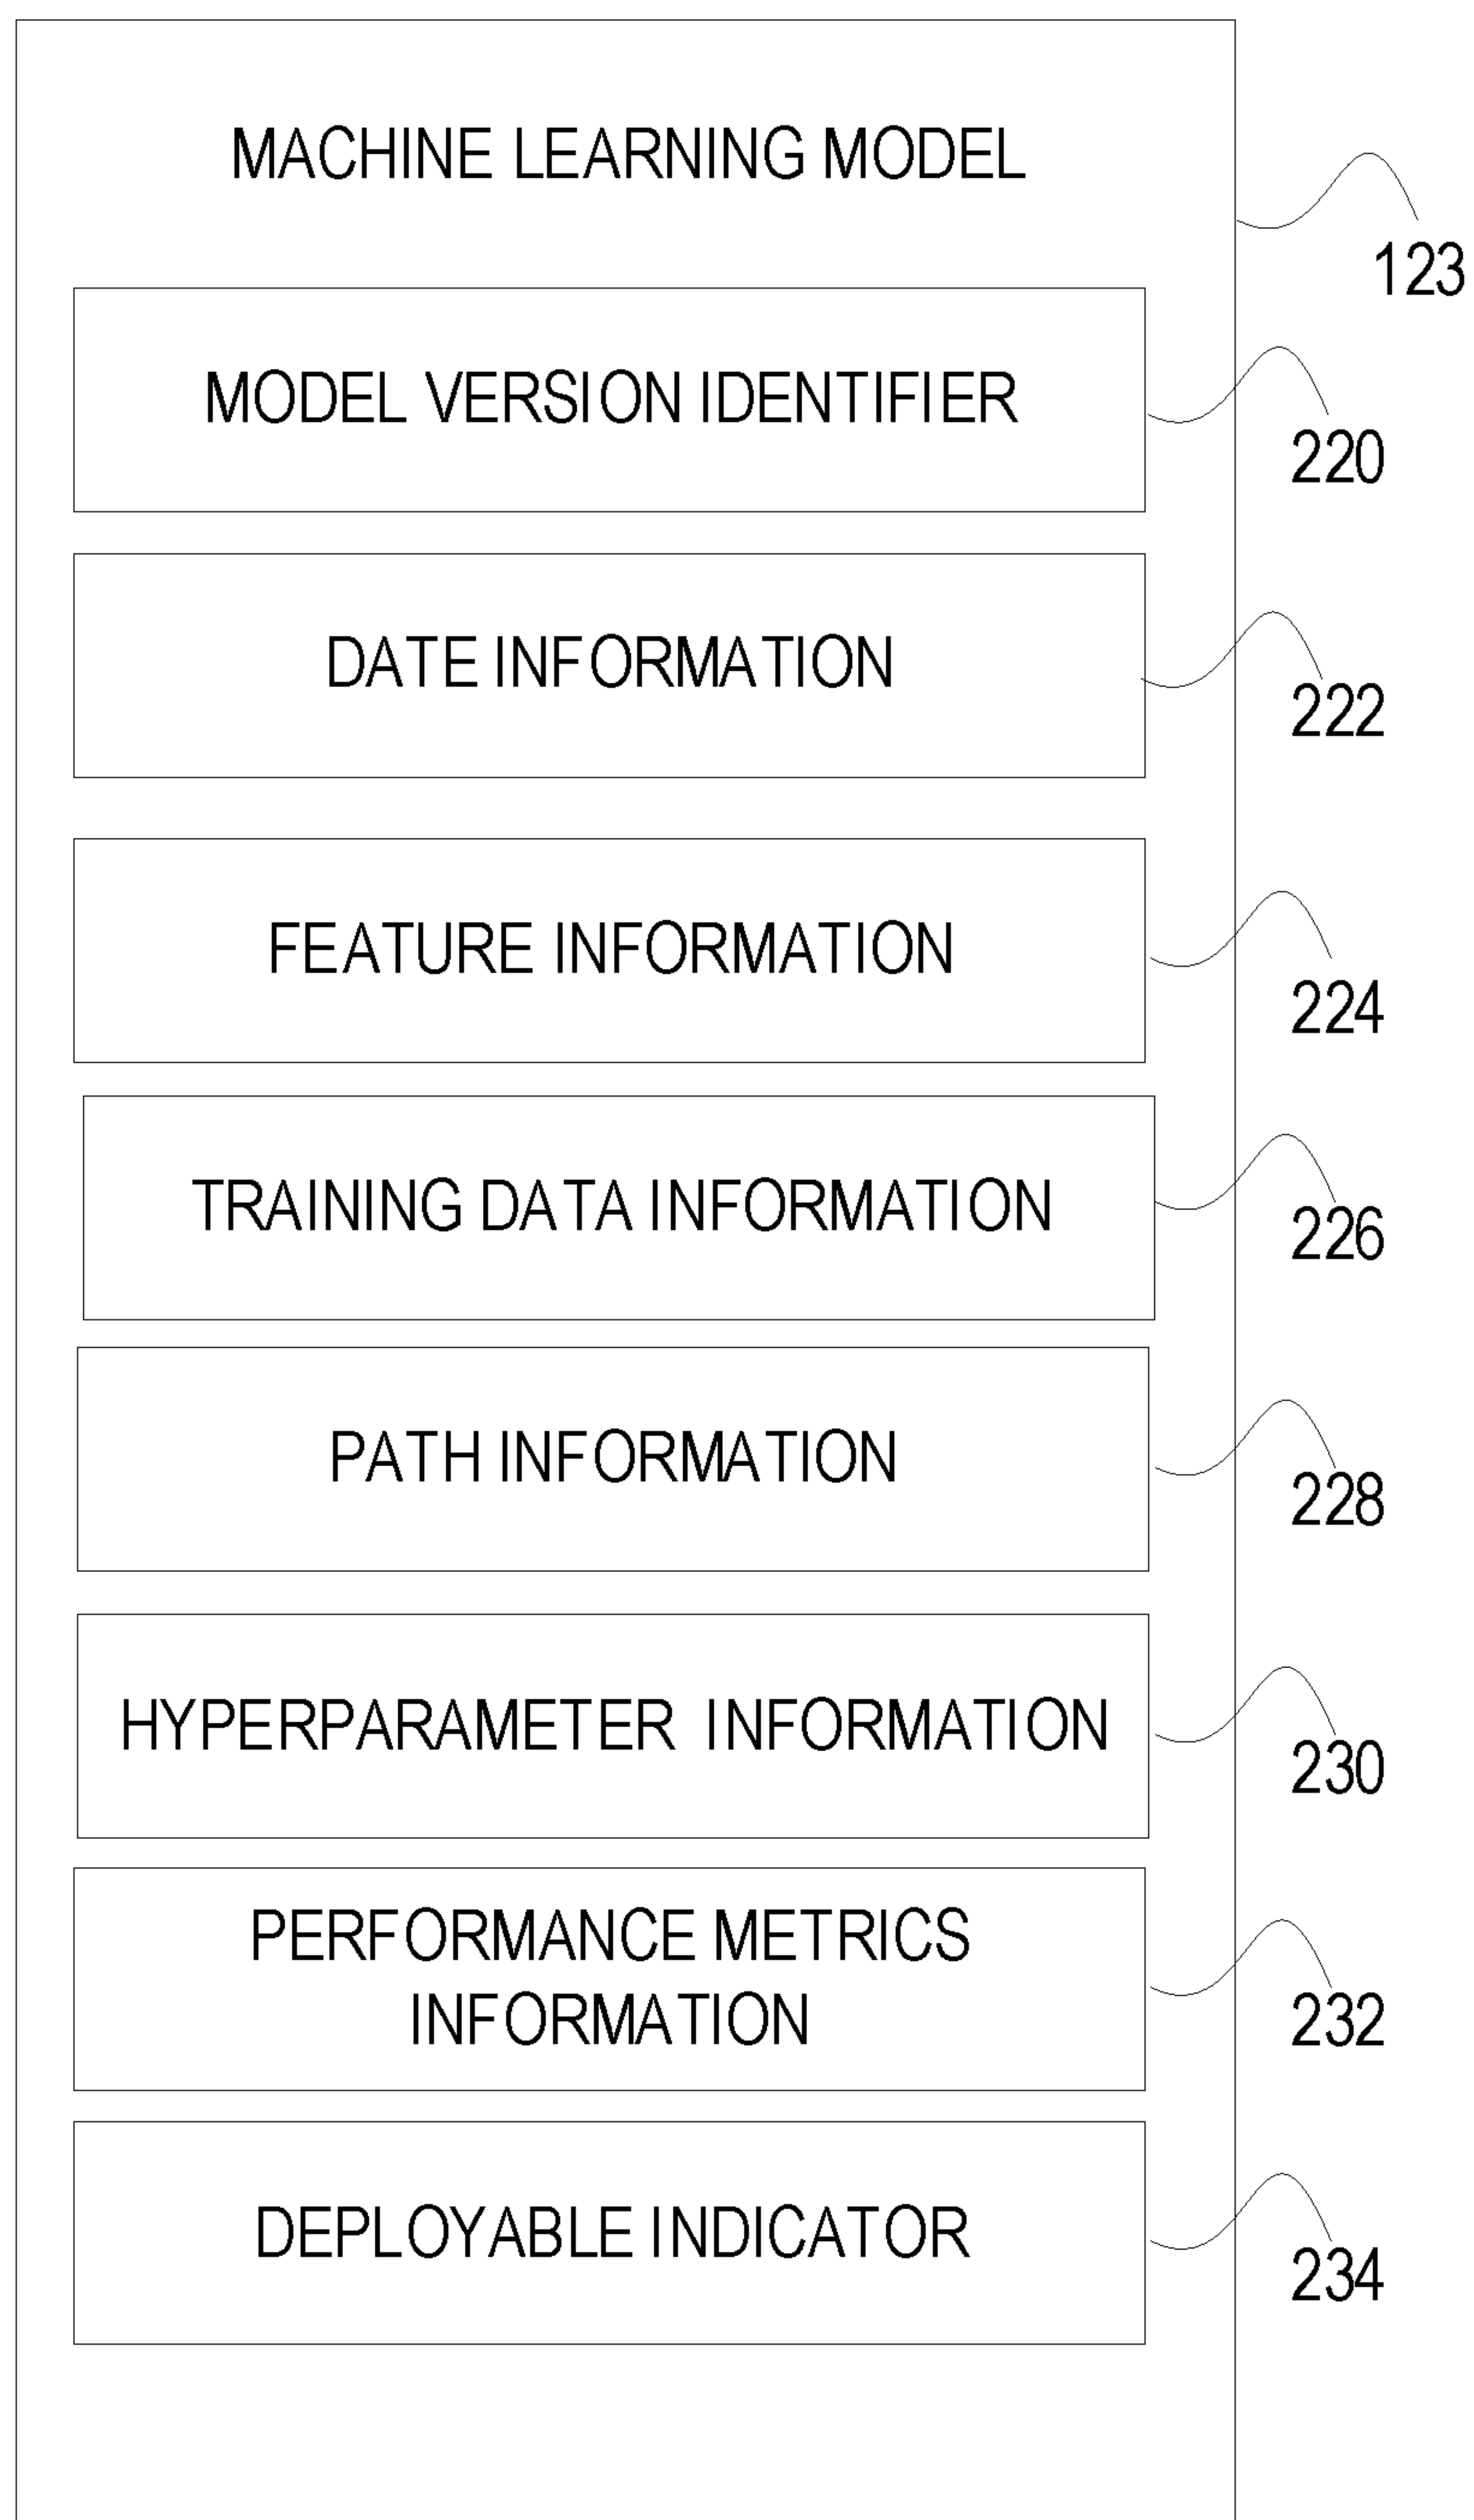 MACHINE LEARNING MODEL
123
MODEL VERSION IDENTIFIER
220
DATE INFORMATION
222
FEATURE INFORMATION
224
TRAINING DATA INFORMATION
226
PATH INFORMATION
228
HYPERPARAMETER INFORMATION
230
PERFORMANCE METRICS
INFORMATION
232
DEPLOYABLE INDICATOR
234